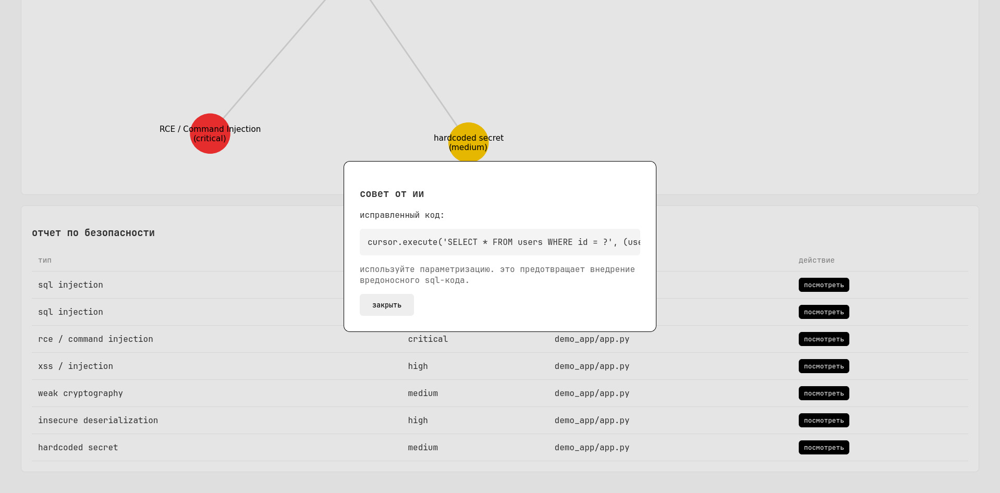 RCE / Command Injection
(critical)
hardcoded secret
(medium)
совет от ии
исправленный код:
cursor.execute('SELECT * FROM users WHERE id = ?', (use
используйте параметризацию. это предотвращает внедрение
вредоносного sql-кода.
закрыть
отчет по безопасности
тип действие
sql injection посмотреть
sql injection посмотреть
rce / command injection critical demo_app/app.py посмотреть
xss / injection high demo_app/app.py посмотреть
weak cryptography medium demo_app/app.py посмотреть
insecure deserialization high demo_app/app.py посмотреть
hardcoded secret medium demo_app/app.py посмотреть